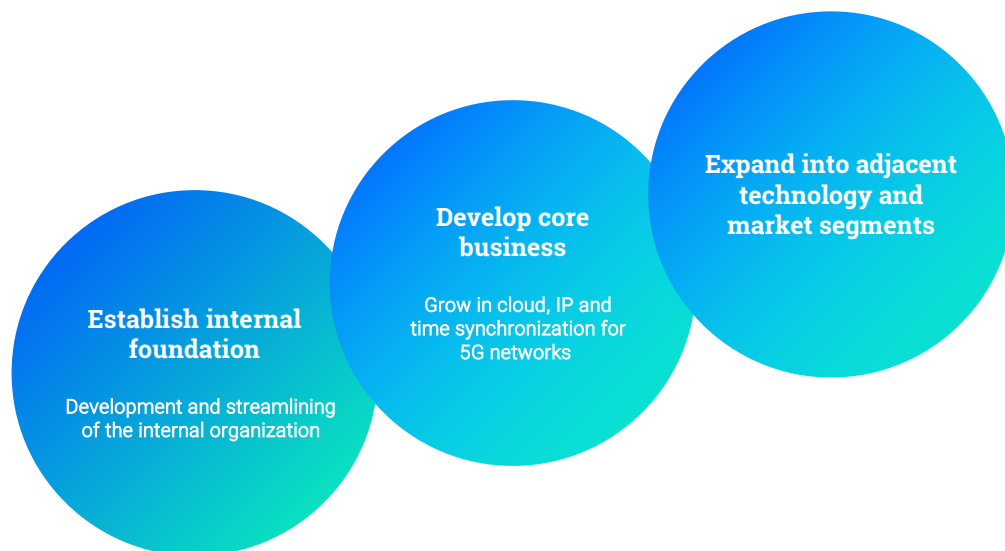 Establish internal
foundation
Development and streamlining
of the internal organization
Develop core
business
Grow in cloud, IP and
time synchronization for
5G networks
Expand into adjacent
technology and
market segments